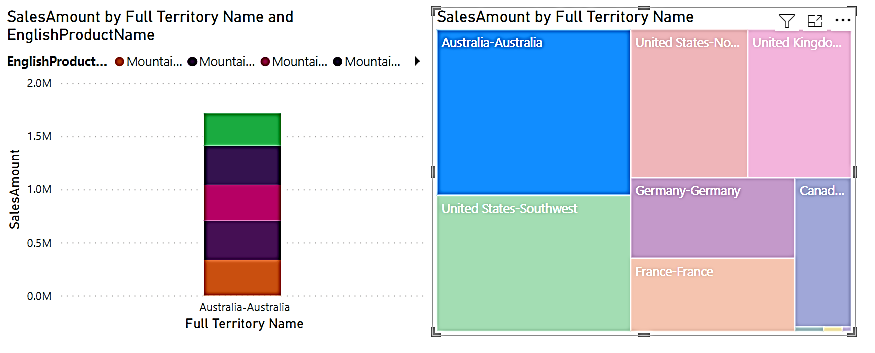 SalesAmount by Full Territory Name and
EnglishProductName
EnglishProduct... Mountai... Mountai... Mountai... Mountai...
2.0M
1.5M
1.0M
0.5M
0.0M
SalesAmount
Australia-Australia
Full Territory Name
SalesAmount by Full Territory Name
Australia-Australia
United States-No...
United Kingdo...
United States-Southwest
Germany-Germany
Canad...
France-France